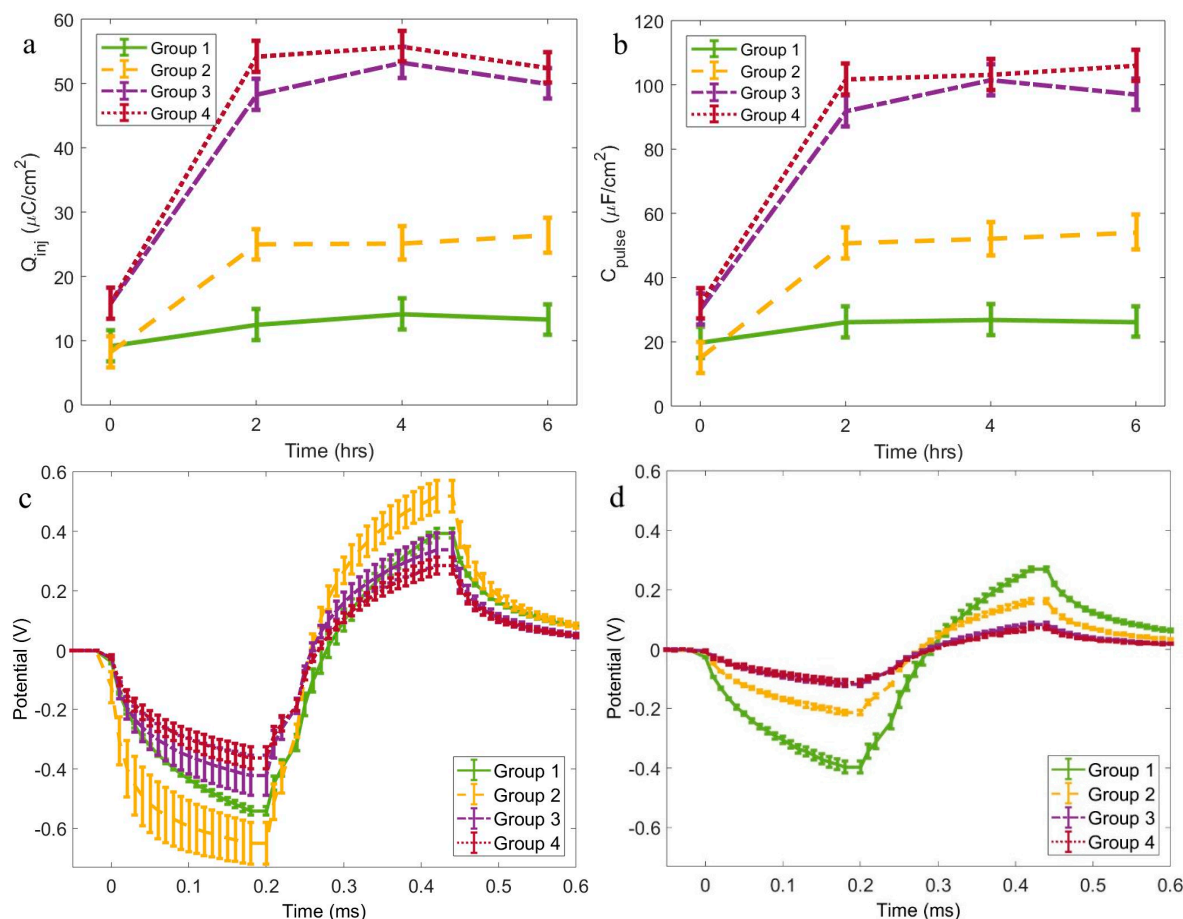 a
Group 1
Group 2
Group 3
Group 4
60
50
40
30
20
10
0
Q_inj (μC/cm²)
0 2 4 6
Time (hrs)
b
Group 1
Group 2
Group 3
Group 4
120
100
80
60
40
20
0
C_pulse (μF/cm²)
0 2 4 6
Time (hrs)
c
0.6
0.4
0.2
0
-0.2
-0.4
-0.6
Potential (V)
Group 1
Group 2
Group 3
Group 4
0 0.1 0.2 0.3 0.4 0.5 0.6
Time (ms)
d
0.6
0.4
0.2
0
-0.2
-0.4
-0.6
Potential (V)
Group 1
Group 2
Group 3
Group 4
0 0.1 0.2 0.3 0.4 0.5 0.6
Time (ms)